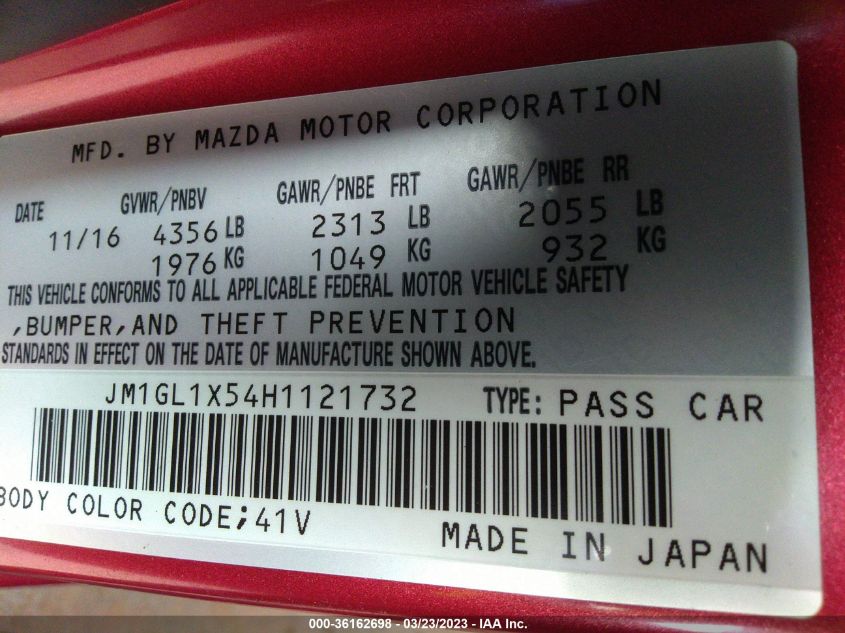 MFD. BY MAZDA MOTOR CORPORATION
DATE GVWR/PNBV GAWR/PNBE FRT GAWR/PNBE RR
11/16 4356 LB 2313 LB 2055 LB
1976 KG 1049 KG 932 KG
THIS VEHICLE CONFORMS TO ALL APPLICABLE FEDERAL MOTOR VEHICLE SAFETY
,BUMPER,AND THEFT PREVENTION
STANDARDS IN EFFECT ON THE DATE OF MANUFACTURE SHOWN ABOVE.
JM1GL1X54H1121732 TYPE: PASS CAR
BODY COLOR CODE;41V
MADE IN JAPAN
000-36162698 - 03/23/2023 - IAA Inc.